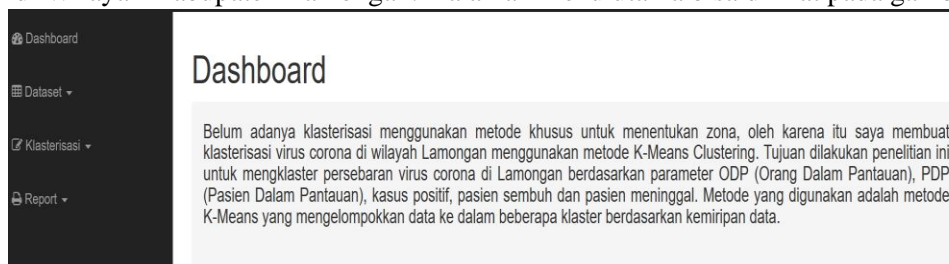 Dashboard
Dataset
Klasterisasi
Report
Dashboard
Belum adanya klasterisasi menggunakan metode khusus untuk menentukan zona, oleh karena itu saya membuat
klasterisasi virus corona di wilayah Lamongan menggunakan metode K-Means Clustering. Tujuan dilakukan penelitian ini
untuk mengklaster persebaran virus corona di Lamongan berdasarkan parameter ODP (Orang Dalam Pantauan), PDP
(Pasien Dalam Pantauan), kasus positif, pasien sembuh dan pasien meninggal. Metode yang digunakan adalah metode
K-Means yang mengelompokkan data ke dalam beberapa klaster berdasarkan kemiripan data.